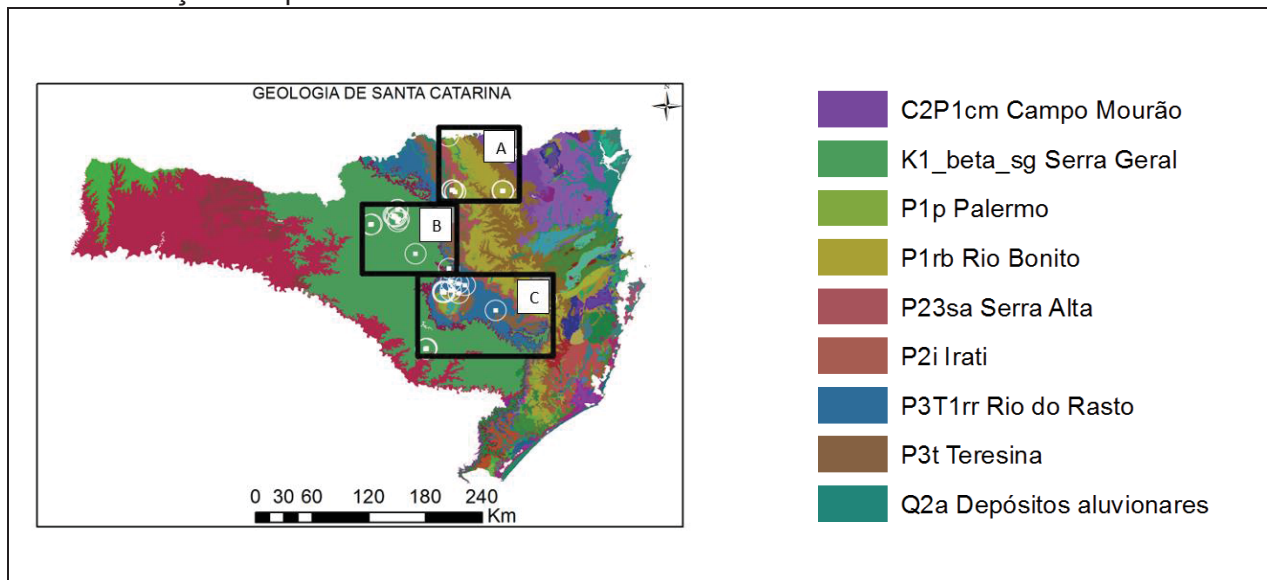 GEOLOGIA DE SANTA CATARINA
N
A
B
C
0 30 60 120 180 240
Km
C2P1cm Campo Mourão
K1_beta_sg Serra Geral
P1p Palermo
P1rb Rio Bonito
P23sa Serra Alta
P2i Irati
P3T1rr Rio do Rasto
P3t Teresina
Q2a Depósitos aluvionares